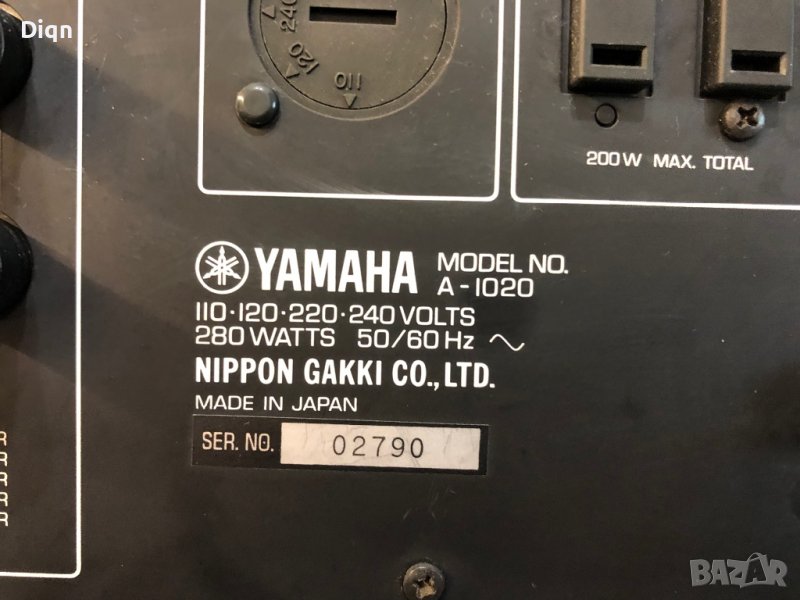 Diqn
240
120
110
200W MAX. TOTAL
YAMAHA MODEL NO. A-1020
110·120·220·240 VOLTS
280 WATTS 50/60 Hz ~
NIPPON GAKKI CO., LTD.
MADE IN JAPAN
SER. NO. 02790
R
R
R
R
R
BAZAR